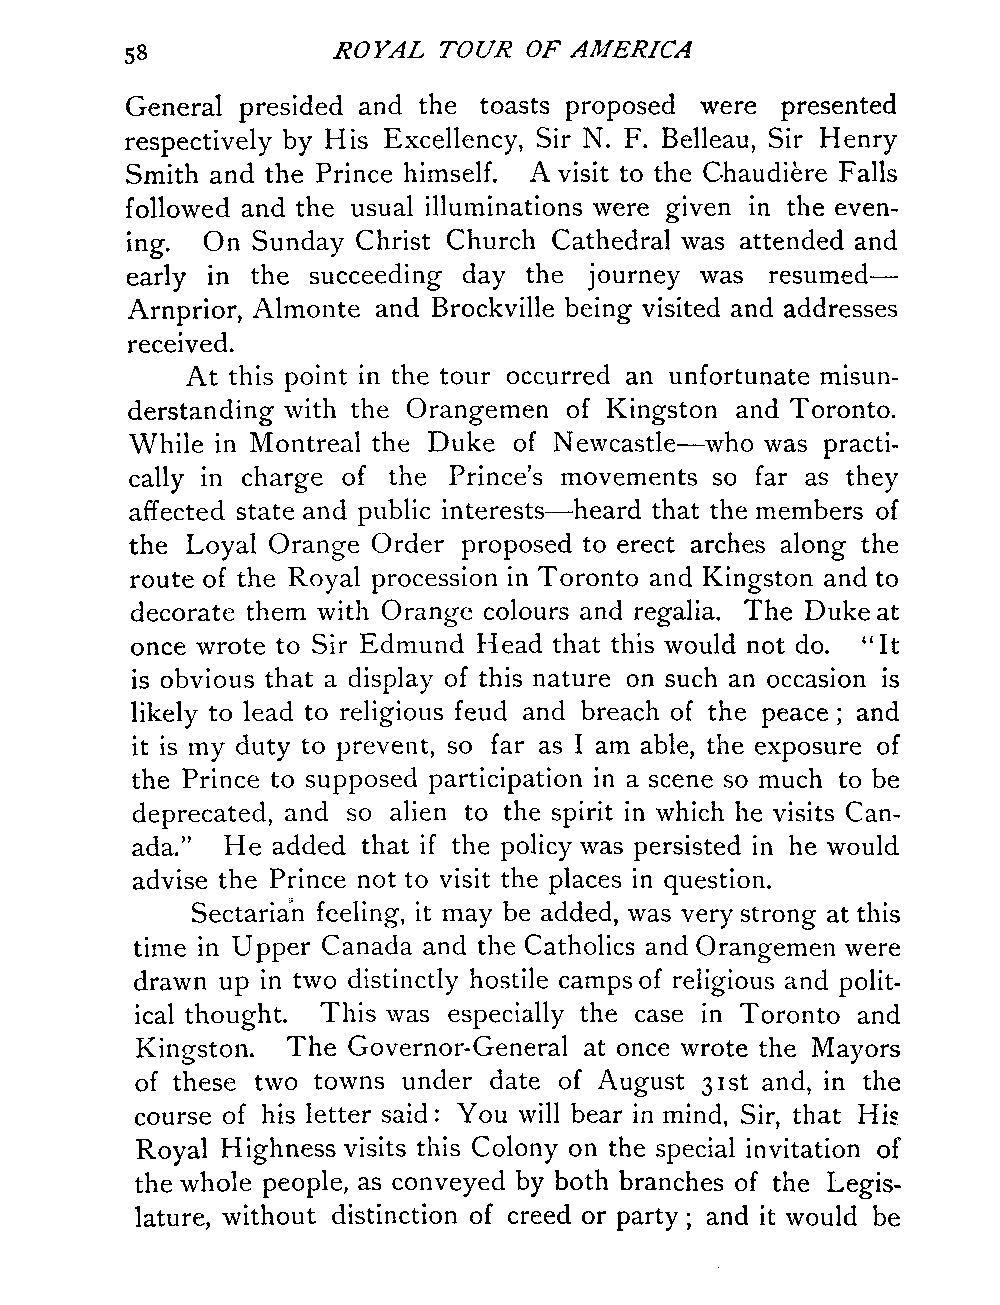 58 ROYAL TOUR OF AMERICA
General presided and the toasts proposed were presented
respectively by His Excellency, Sir N. F. Belleau, Sir Henry
Smith and the Prince himself. A visit to the Chaudière Falls
followed and the usual illuminations were given in the even-
ing. On Sunday Christ Church Cathedral was attended and
early in the succeeding day the journey was resumed—
Arnprior, Almonte and Brockville being visited and addresses
received.
At this point in the tour occurred an unfortunate misun-
derstanding with the Orangemen of Kingston and Toronto.
While in Montreal the Duke of Newcastle—who was practi-
cally in charge of the Prince's movements so far as they
affected state and public interests—heard that the members of
the Loyal Orange Order proposed to erect arches along the
route of the Royal procession in Toronto and Kingston and to
decorate them with Orange colours and regalia. The Duke at
once wrote to Sir Edmund Head that this would not do. "It
is obvious that a display of this nature on such an occasion is
likely to lead to religious feud and breach of the peace; and
it is my duty to prevent, so far as I am able, the exposure of
the Prince to supposed participation in a scene so much to be
deprecated, and so alien to the spirit in which he visits Can-
ada." He added that if the policy was persisted in he would
advise the Prince not to visit the places in question.
Sectarian feeling, it may be added, was very strong at this
time in Upper Canada and the Catholics and Orangemen were
drawn up in two distinctly hostile camps of religious and polit-
ical thought. This was especially the case in Toronto and
Kingston. The Governor-General at once wrote the Mayors
of these two towns under date of August 31st and, in the
course of his letter said: You will bear in mind, Sir, that His
Royal Highness visits this Colony on the special invitation of
the whole people, as conveyed by both branches of the Legis-
lature, without distinction of creed or party; and it would be